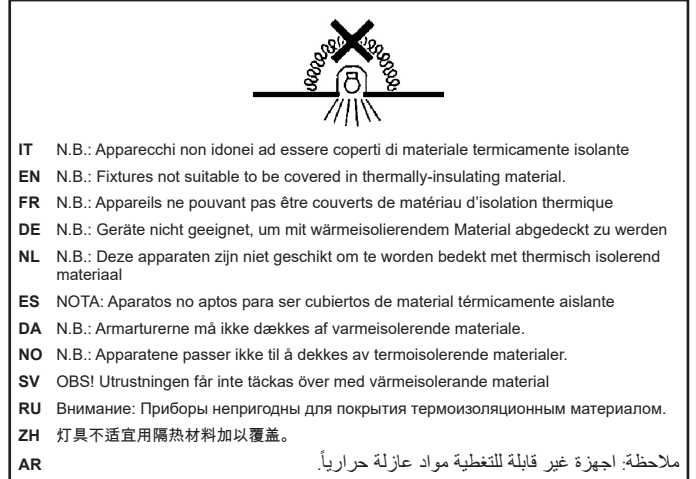 IT N.B.: Apparecchi non idonei ad essere coperti di materiale termicamente isolante
EN N.B.: Fixtures not suitable to be covered in thermally-insulating material.
FR N.B.: Appareils ne pouvant pas être couverts de matériau d’isolation thermique
DE N.B.: Geräte nicht geeignet, um mit wärmeisolierendem Material abgedeckt zu werden
NL N.B.: Deze apparaten zijn niet geschikt om te worden bedekt met thermisch isolerend
materiaal
ES NOTA: Aparatos no aptos para ser cubiertos de material térmicamente aislante
DA N.B.: Armarturerne må ikke dækkes af varmeisolerende materiale.
NO N.B.: Apparatene passer ikke til å dekkes av termoisolerende materialer.
SV OBS! Utrustningen får inte täckas över med värmeisolerande material
RU Внимание: Приборы непригодны для покрытия термоизоляционным материалом.
ZH 灯具不适宜用隔热材料加以覆盖。
AR ملاحظة: اجهزة غير قابلة للتغطية مواد عازلة حرارياً.